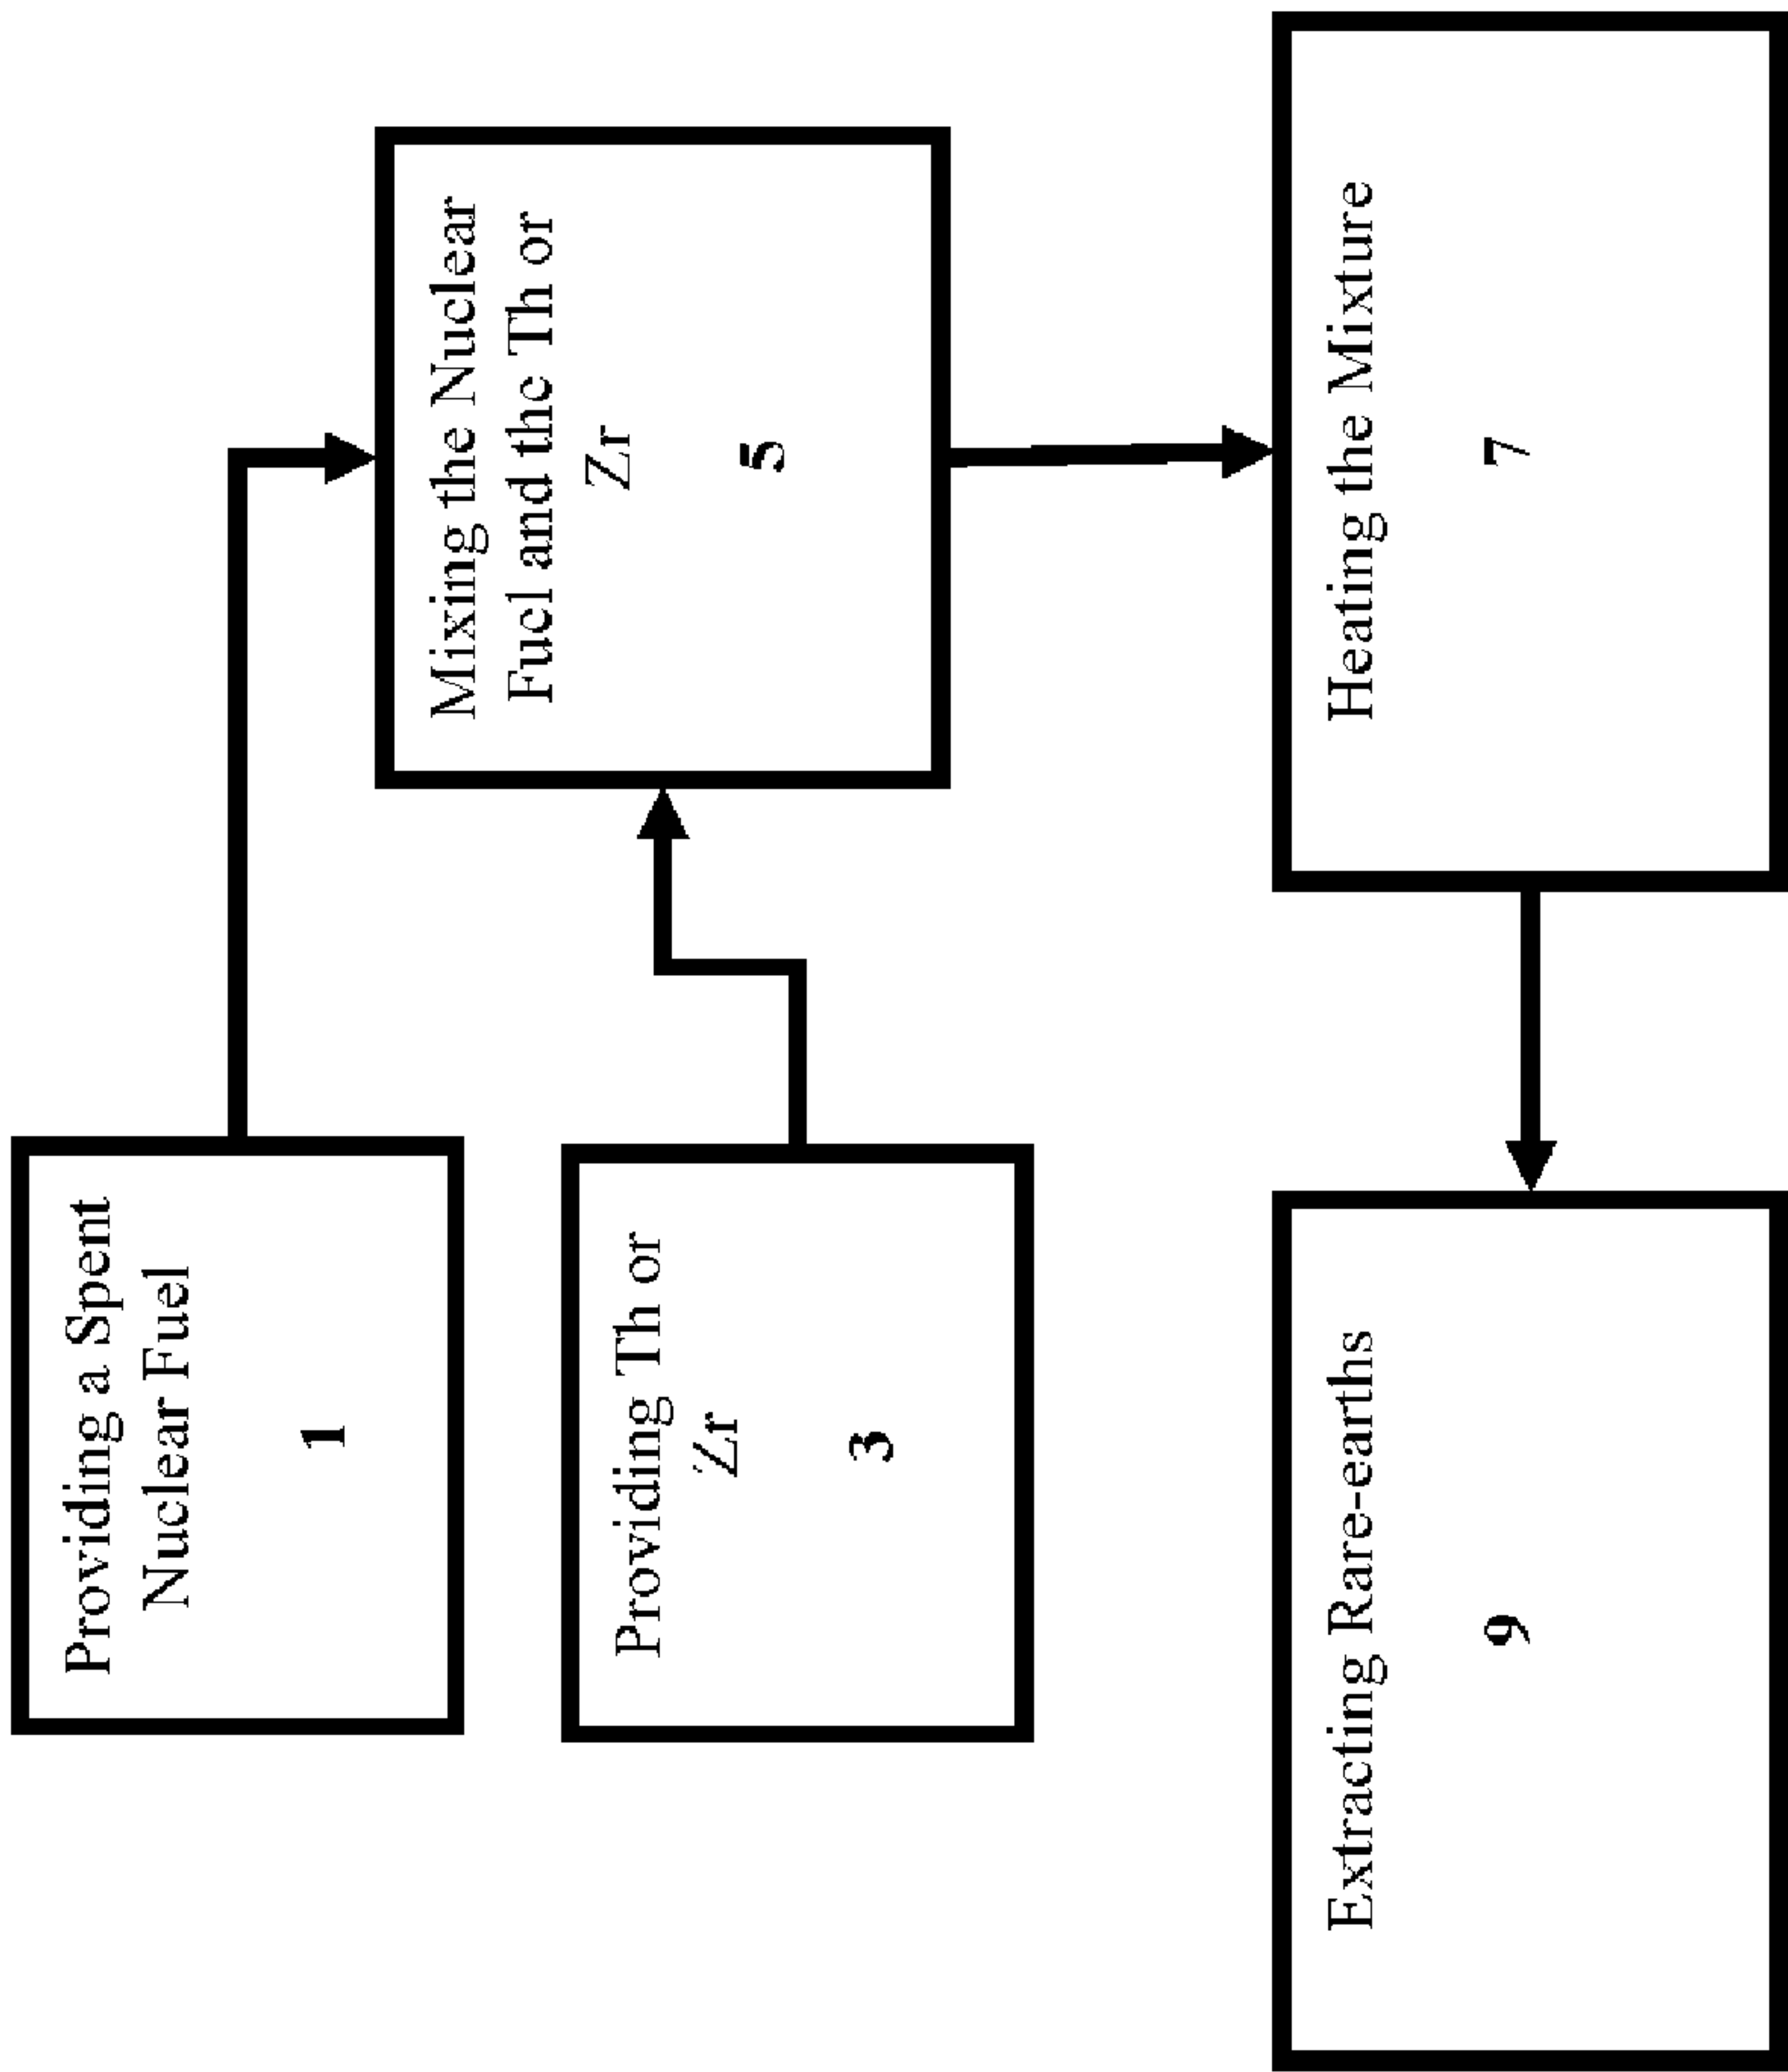 Providing a Spent
Nuclear Fuel
1
Providing Th or
Zr
3
Mixing the Nuclear
Fuel and the Th or
Zr
5
Heating the Mixture
7
Extracting Rare-earths
9